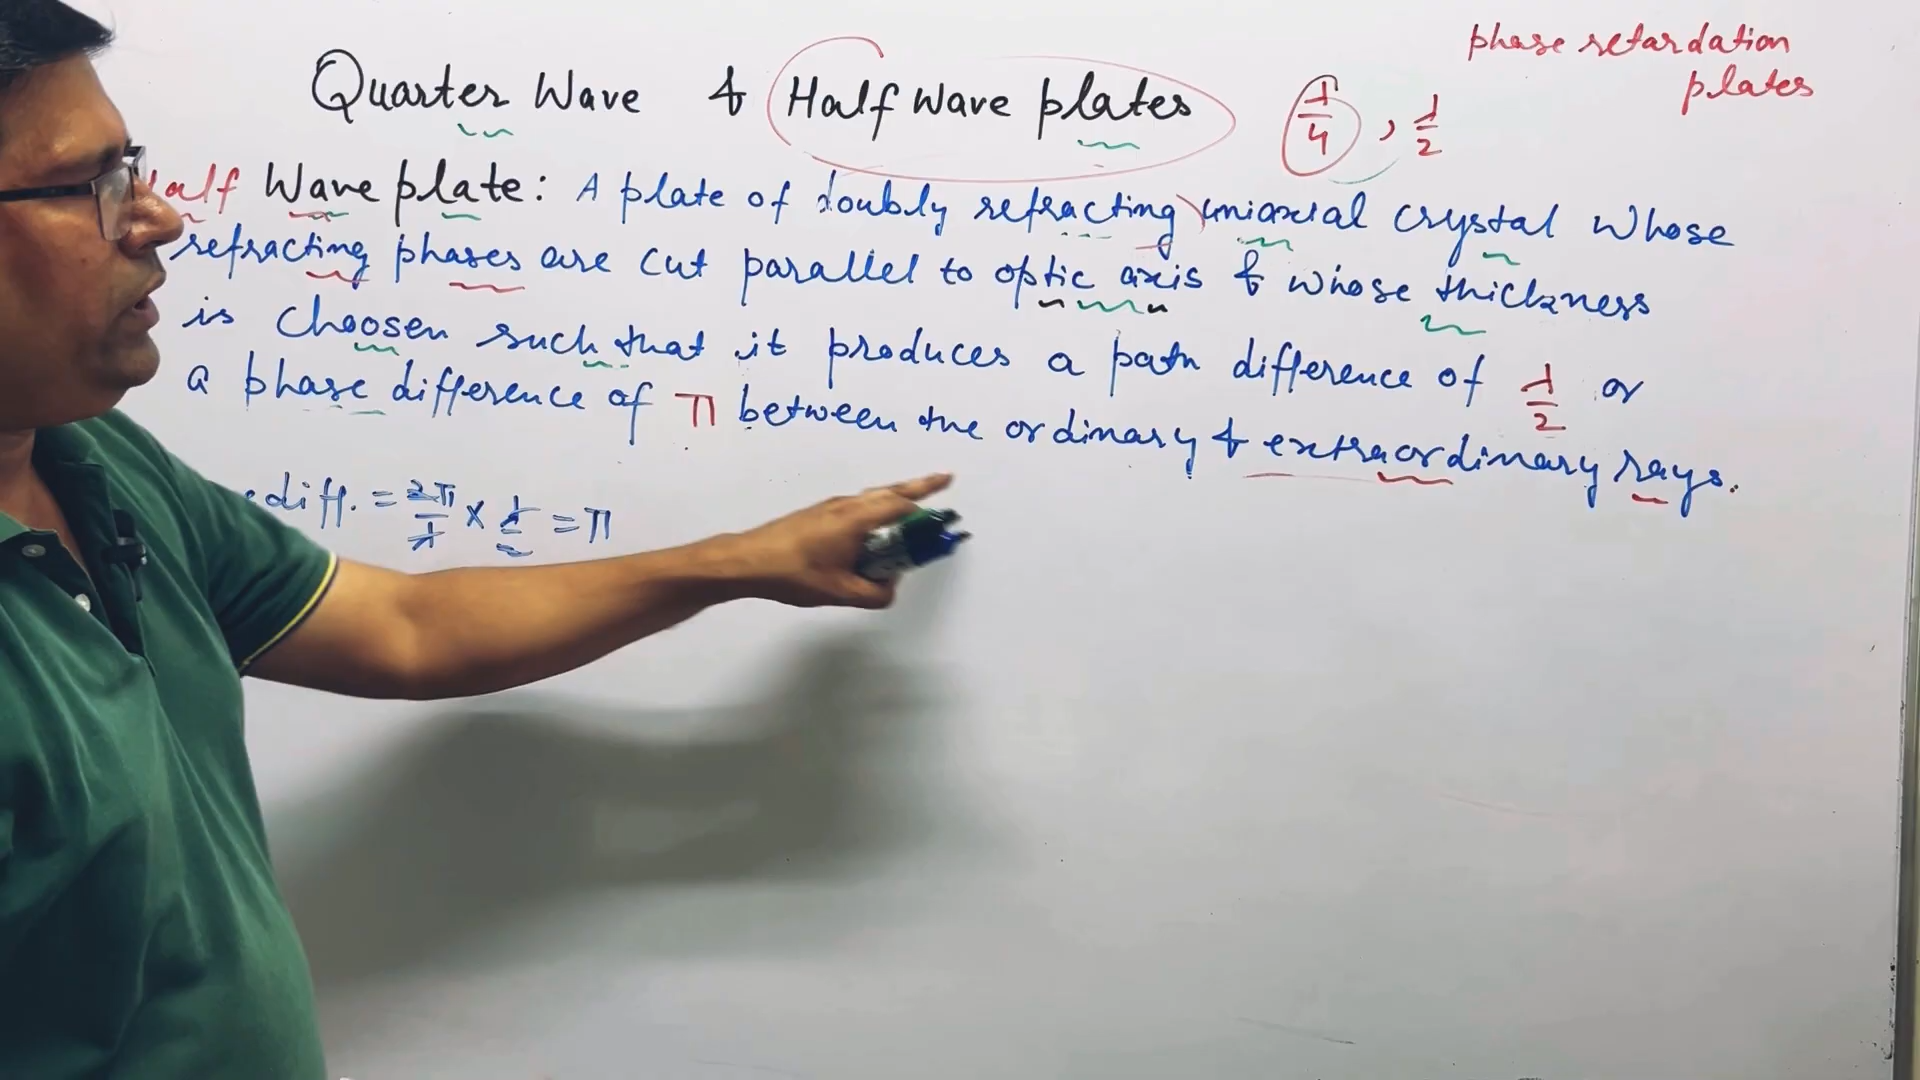 phase retardation
plates
Quarter Wave & Half Wave plates λ/4 , λ/2
alf Wave plate: A plate of doubly refracting uniaxial crystal whose
refracting phases are cut parallel to optic axis & whose thickness
is choosen such that it produces a path difference of λ/2 or
a phase difference of π between the ordinary & extraordinary rays.
e diff. = 2π/λ × λ/2 = π